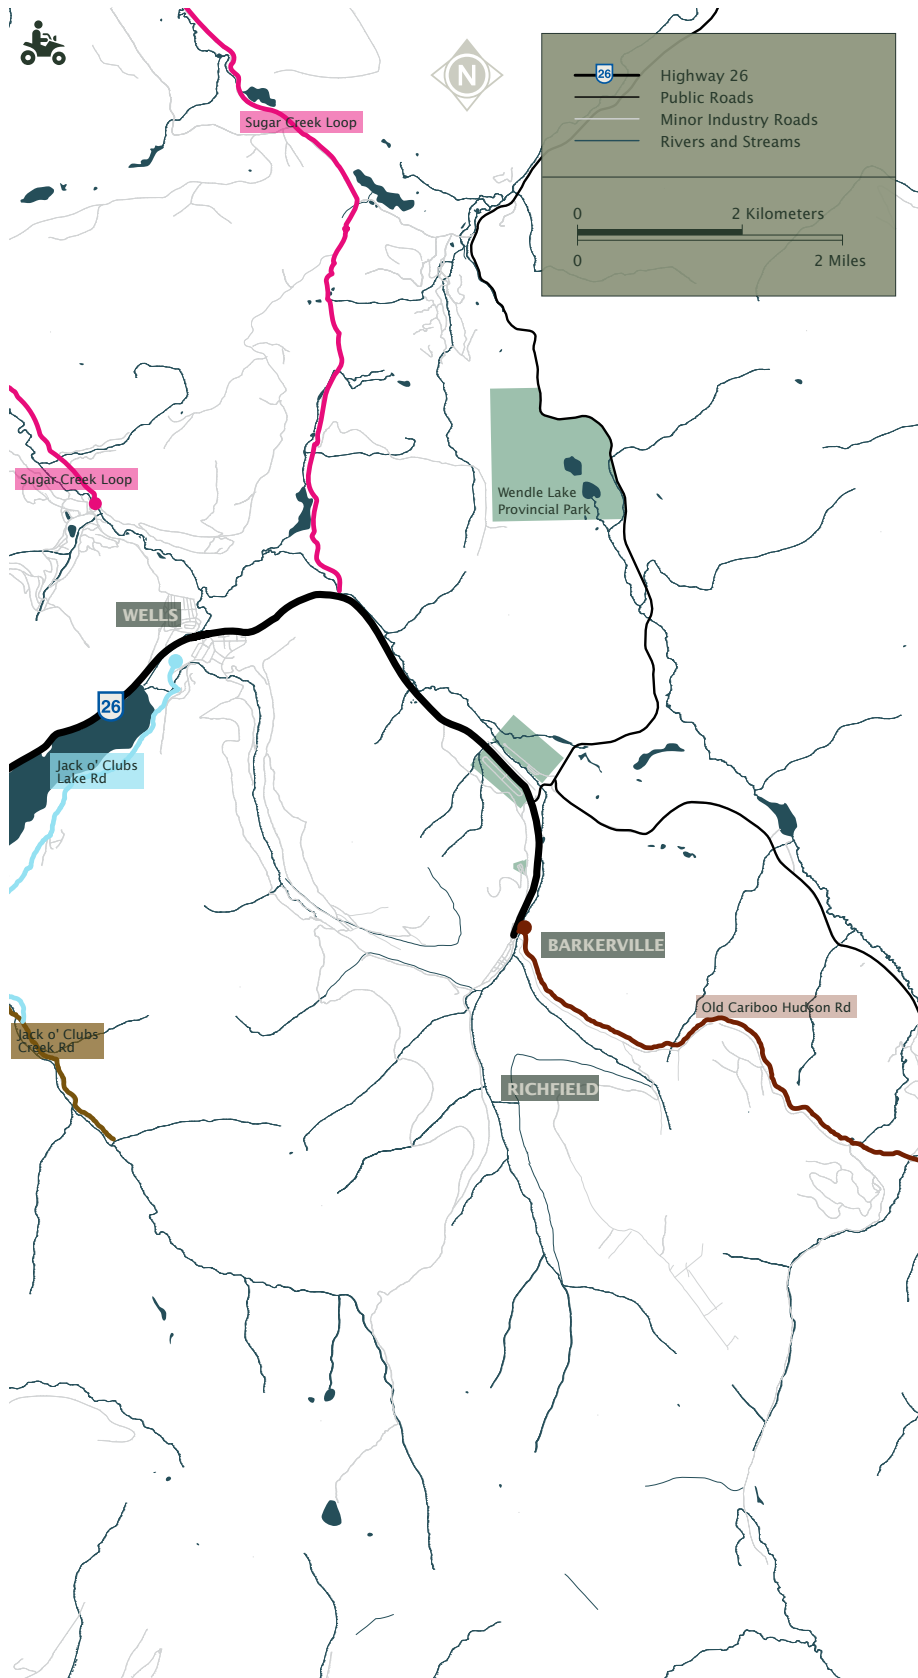 N
26
Highway 26
Public Roads
Minor Industry Roads
Rivers and Streams
0
2 Kilometers
0
2 Miles
Sugar Creek Loop
Sugar Creek Loop
Wendle Lake
Provincial Park
WELLS
26
Jack o' Clubs
Lake Rd
BARKERVILLE
Old Cariboo Hudson Rd
Jack o' Clubs
Creek Rd
RICHFIELD